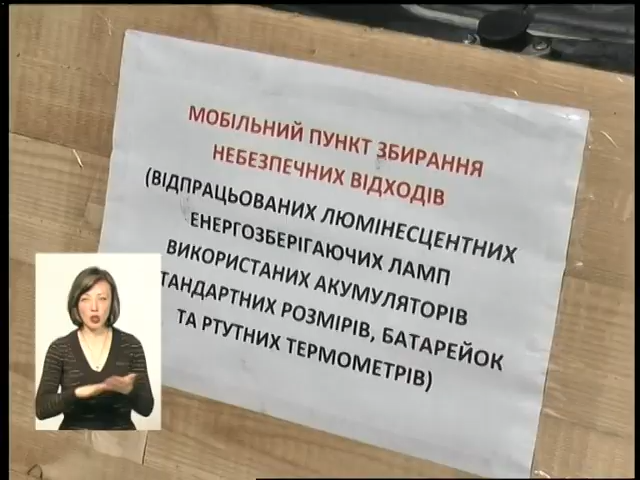 МОБІЛЬНИЙ ПУНКТ ЗБИРАННЯ
НЕБЕЗПЕЧНИХ ВІДХОДІВ
(ВІДПРАЦЬОВАНИХ ЛЮМІНЕСЦЕНТНИХ
ЕНЕРГОЗБЕРІГАЮЧИХ ЛАМП
ВИКОРИСТАНИХ АКУМУЛЯТОРІВ
ТАНДАРТНИХ РОЗМІРІВ, БАТАРЕЙОК
ТА РТУТНИХ ТЕРМОМЕТРІВ)